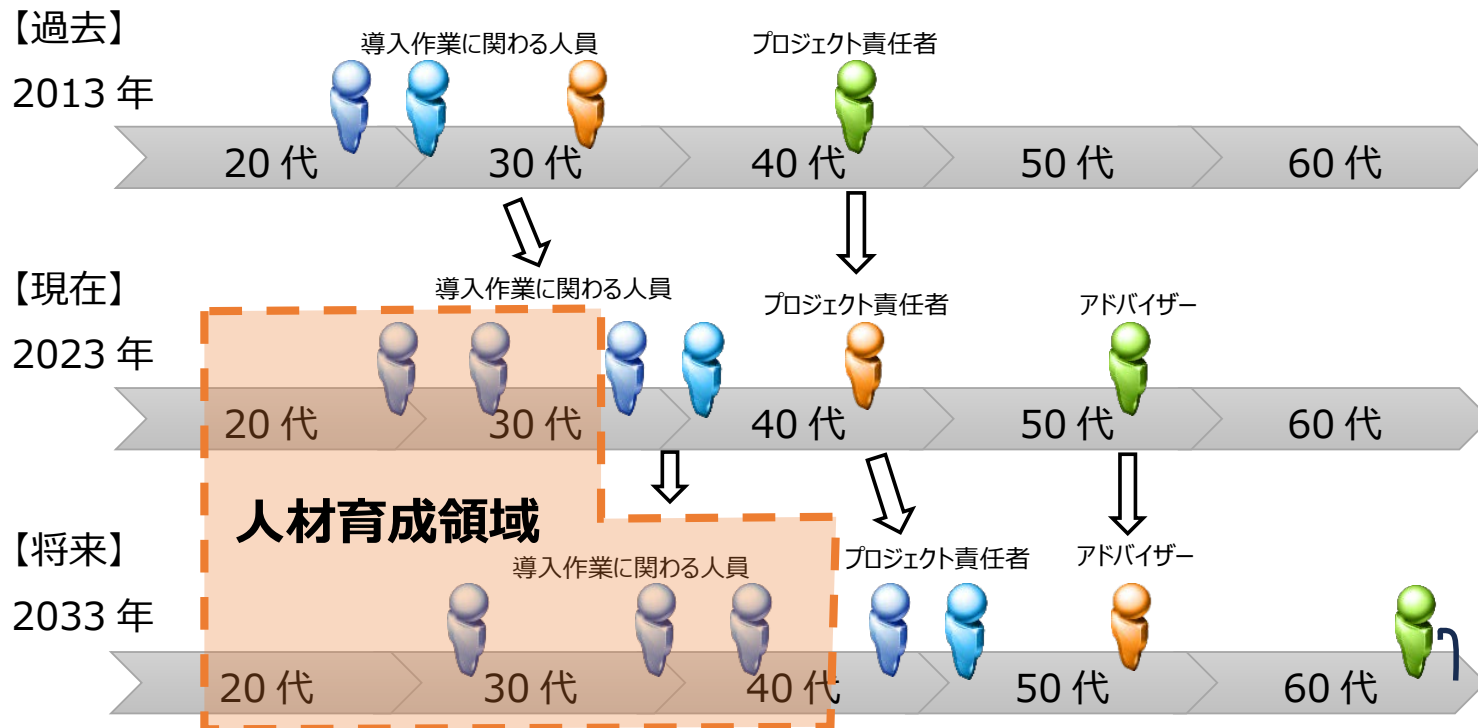 【過去】
導入作業に関わる人員
プロジェクト責任者
2013 年
20 代
30 代
40 代
50 代
60 代
【現在】
導入作業に関わる人員
プロジェクト責任者
アドバイザー
2023 年
20 代
30 代
40 代
50 代
60 代
人材育成領域
【将来】
導入作業に関わる人員
プロジェクト責任者
アドバイザー
2033 年
20 代
30 代
40 代
50 代
60 代